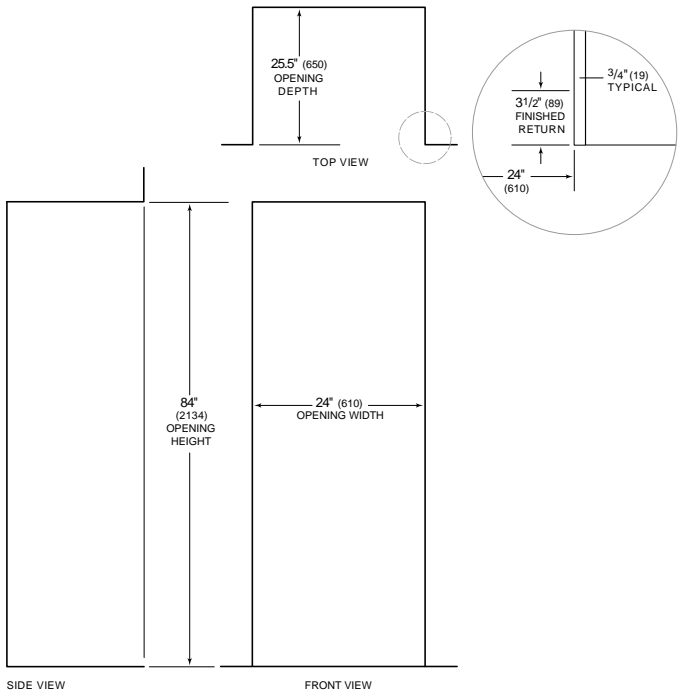 25.5" (650)
OPENING
DEPTH
TOP VIEW
3/4" (19)
TYPICAL
31/2" (89)
FINISHED
RETURN
24"
(610)
84"
(2134)
OPENING
HEIGHT
24" (610)
OPENING WIDTH
SIDE VIEW
FRONT VIEW